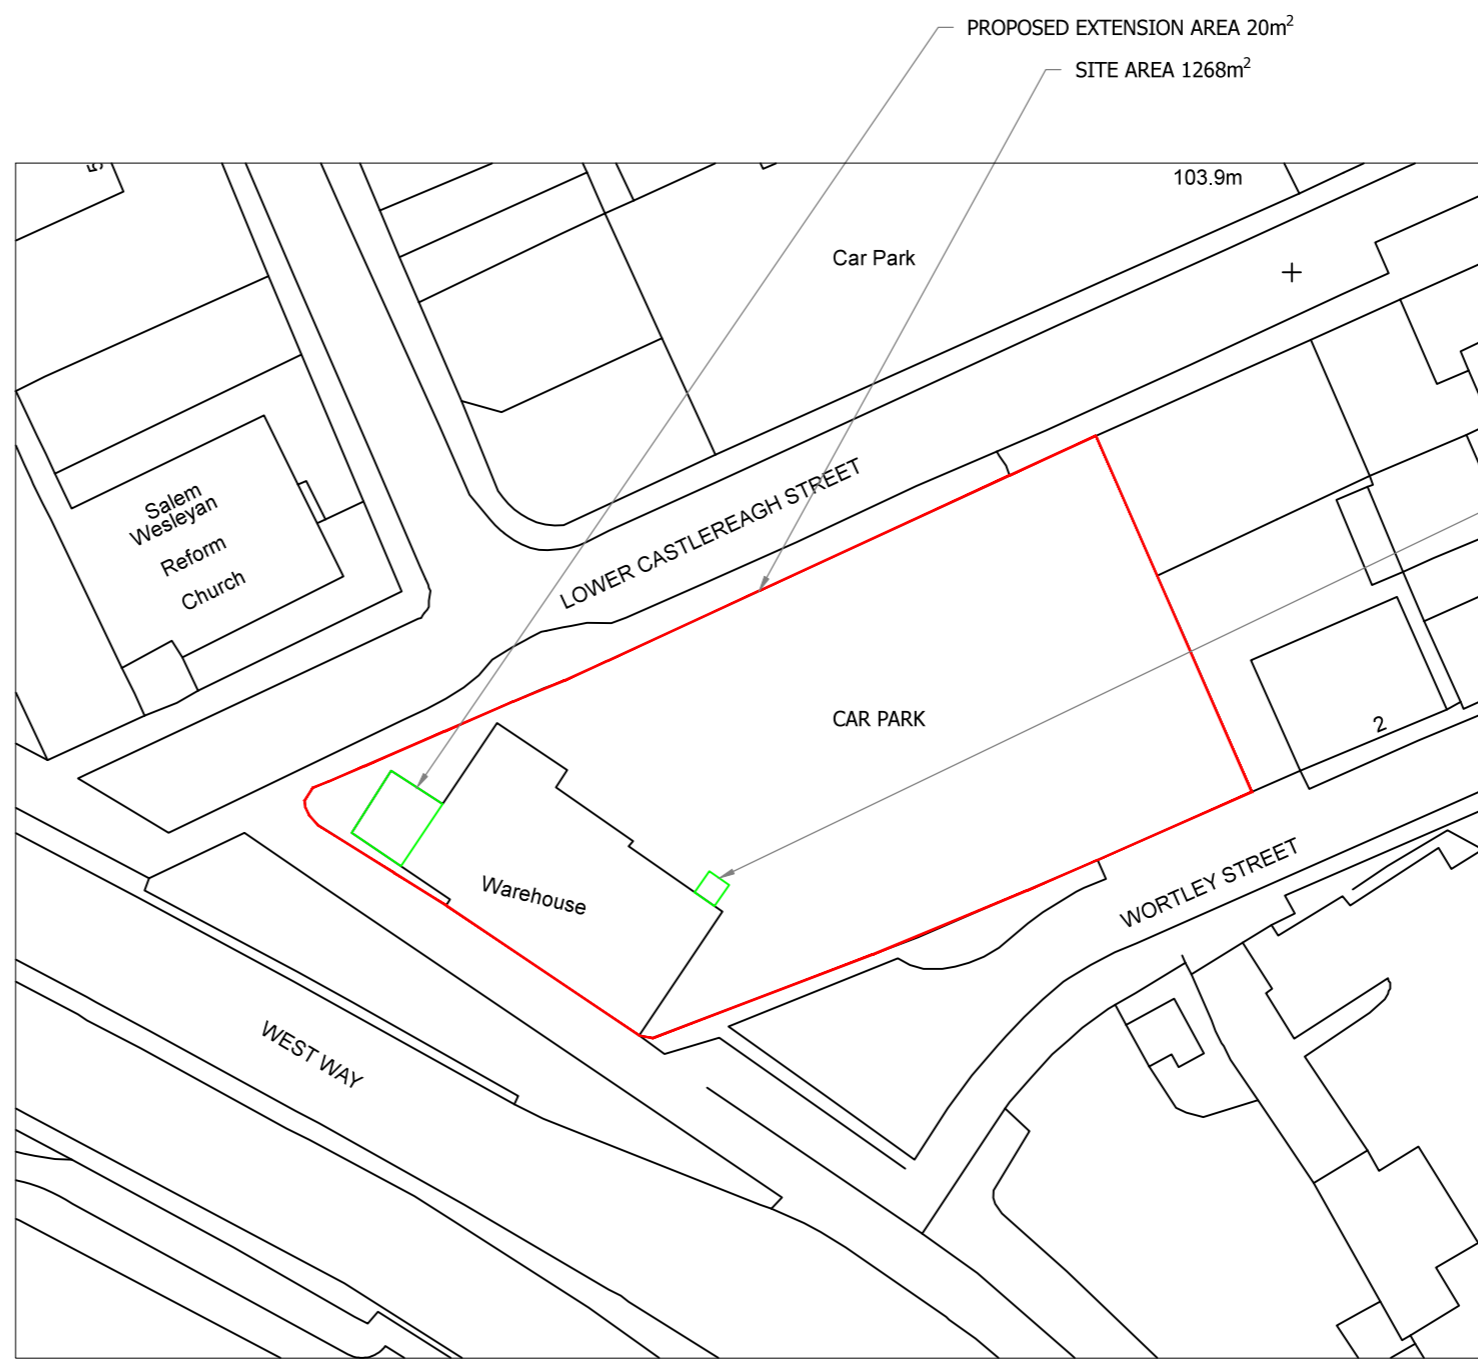 PROPOSED EXTENSION AREA 20m²
SITE AREA 1268m²
5
103.9m
Car Park
LOWER CASTLEREAGH STREET
Salem
Wesleyan
Reform
Church
CAR PARK
2
Warehouse
WORTLEY STREET
WEST WAY